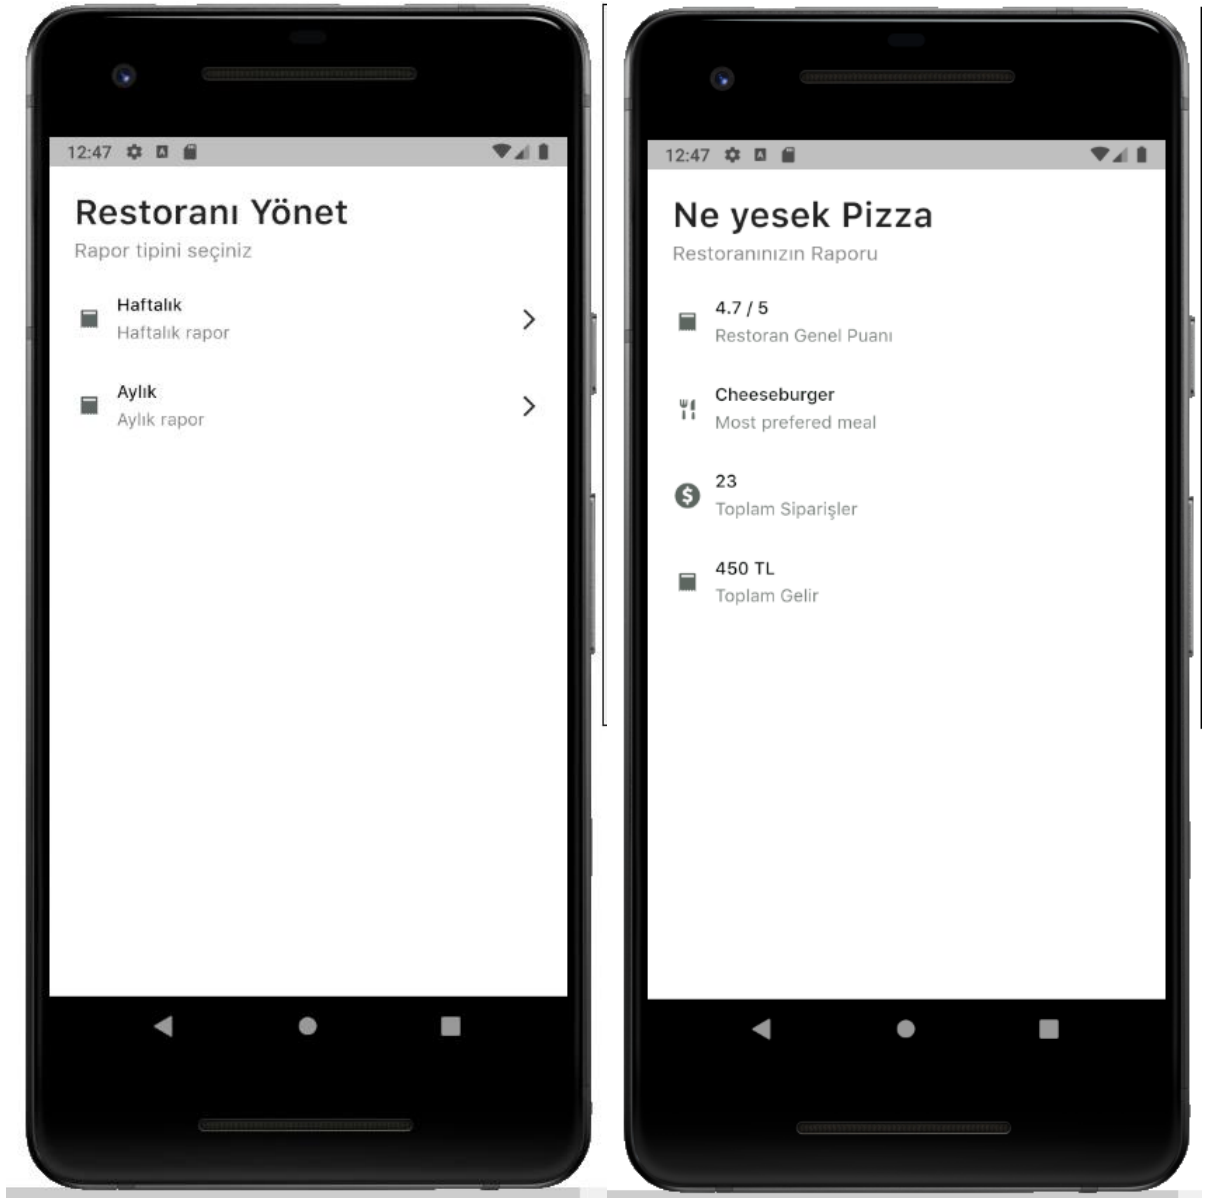 12:47
Restoranı Yönet
Rapor tipini seçiniz
Haftalık
Haftalık rapor
Aylık
Aylık rapor
12:47
Ne yesek Pizza
Restoranınızın Raporu
4.7 / 5
Restoran Genel Puanı
Cheeseburger
Most prefered meal
23
Toplam Siparişler
450 TL
Toplam Gelir